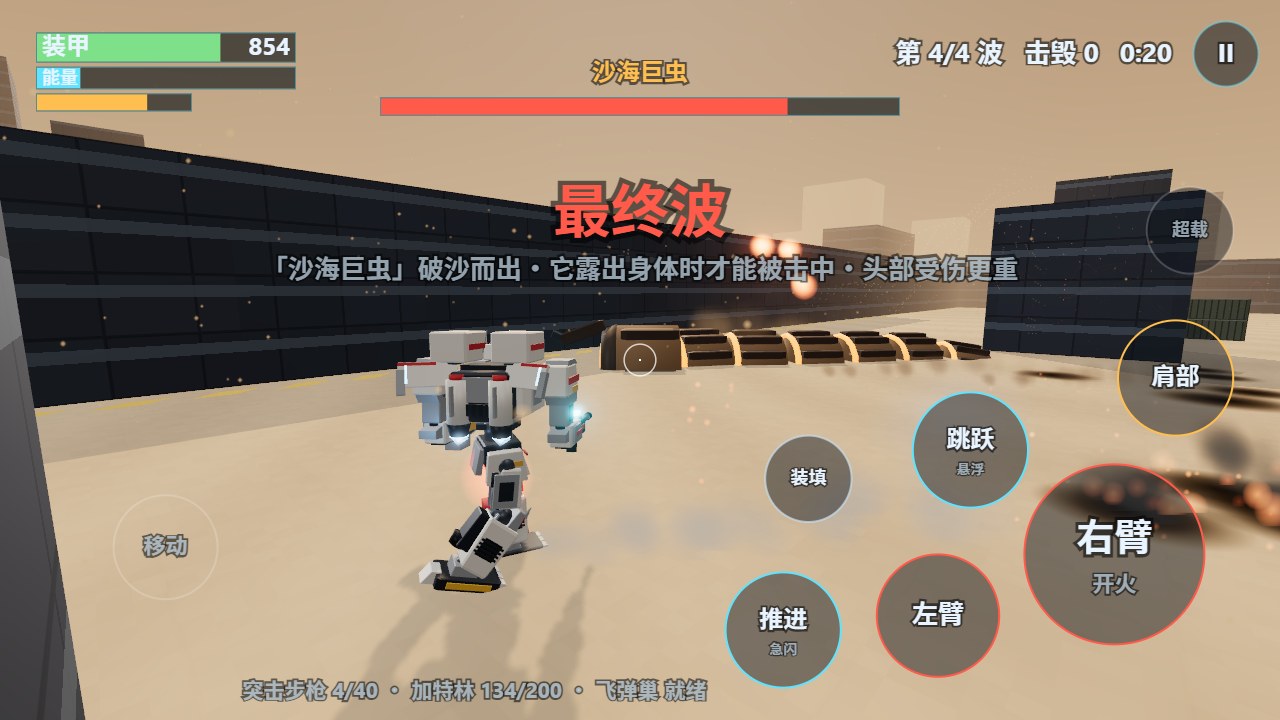 装甲 854
能量
沙海巨虫
第 4/4 波 击毁 0 0:20
最终波
「沙海巨虫」破沙而出・它露出身体时才能被击中・头部受伤更重
超载
肩部
跳跃
悬浮
装填
右臂
开火
移动
推进
急闪
左臂
突击步枪 4/40 • 加特林 134/200 • 飞弹巢 就绪